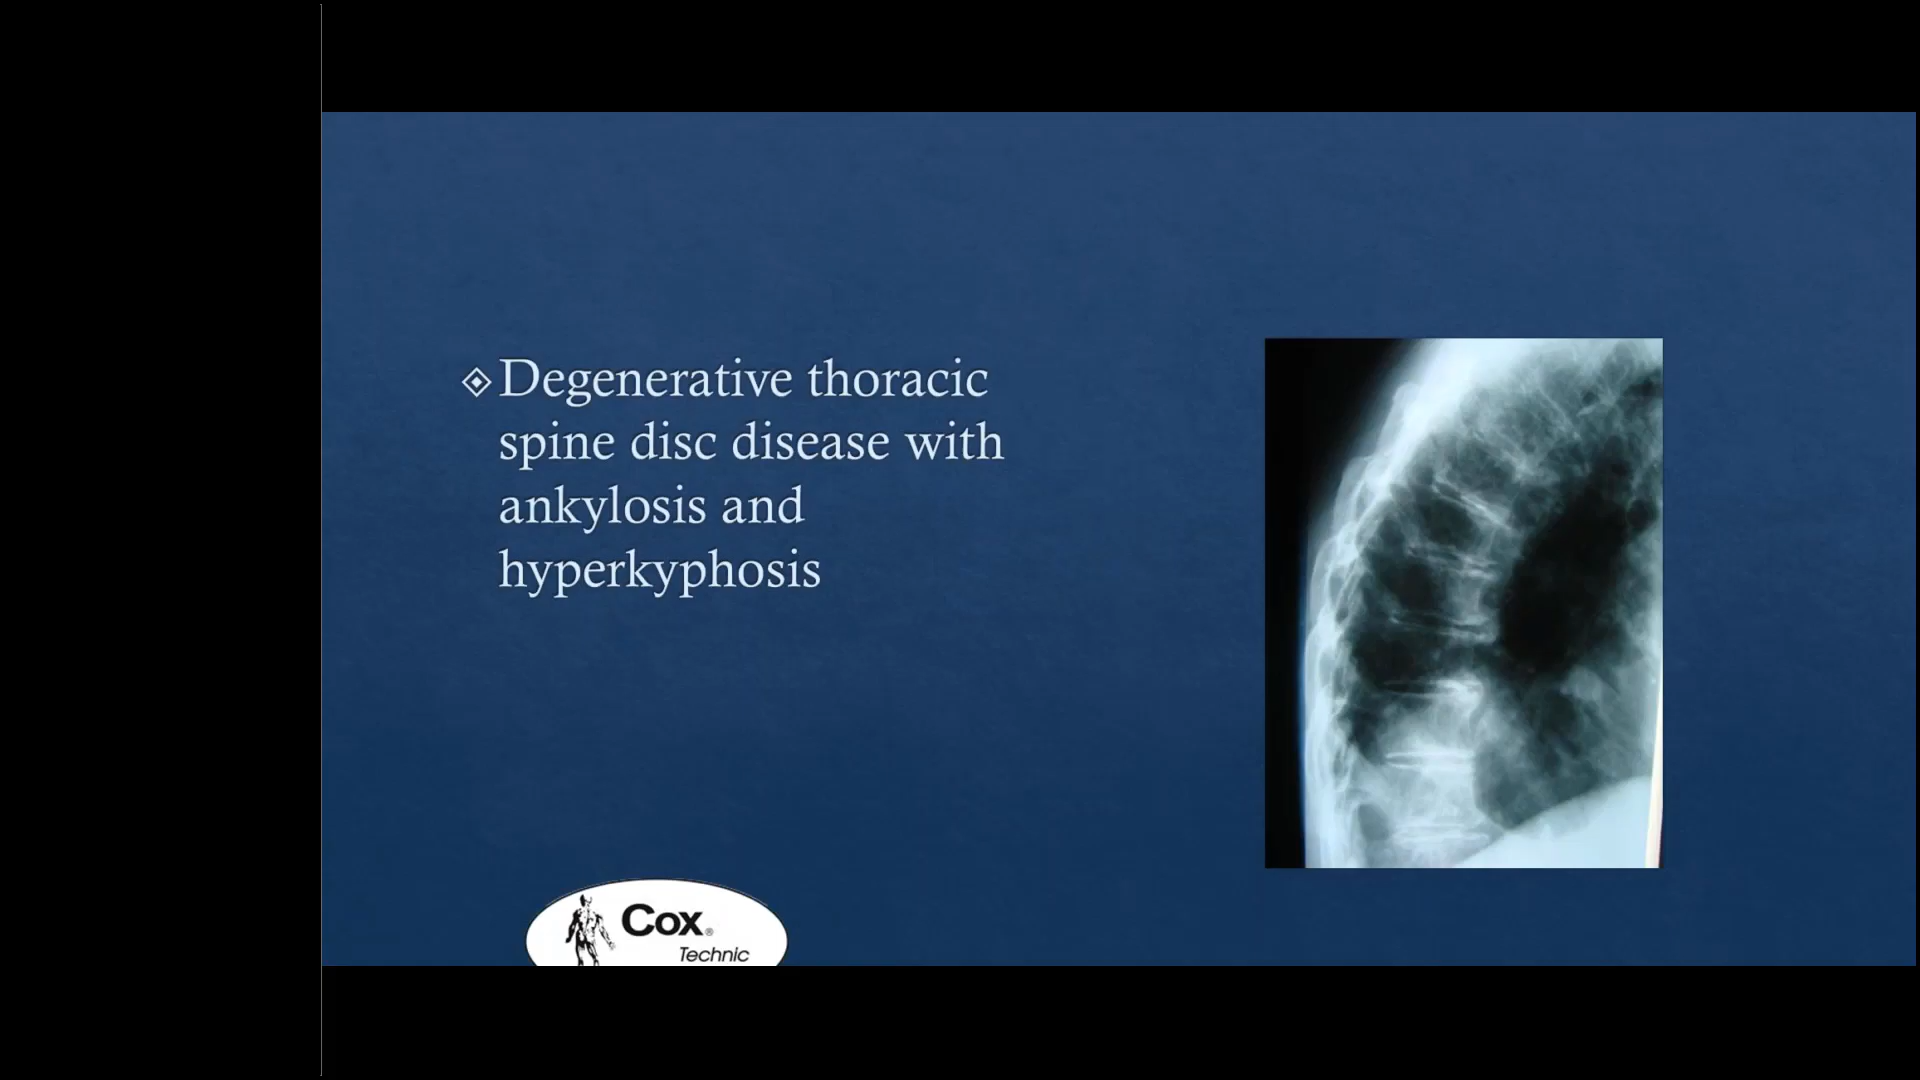 Degenerative thoracic
spine disc disease with
ankylosis and
hyperkyphosis
Cox®
Technic